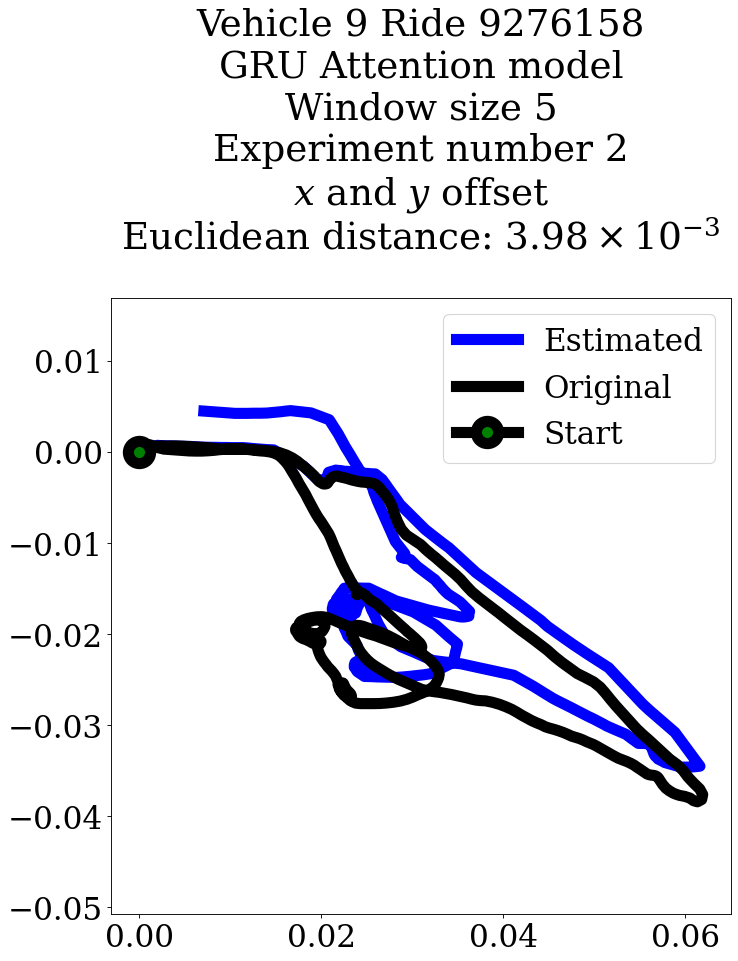 Vehicle 9 Ride 9276158
GRU Attention model
Window size 5
Experiment number 2
x and y offset
Euclidean distance: 3.98 × 10⁻³
Estimated
Original
Start
0.01
0.00
−0.01
−0.02
−0.03
−0.04
−0.05
0.00 0.02 0.04 0.06